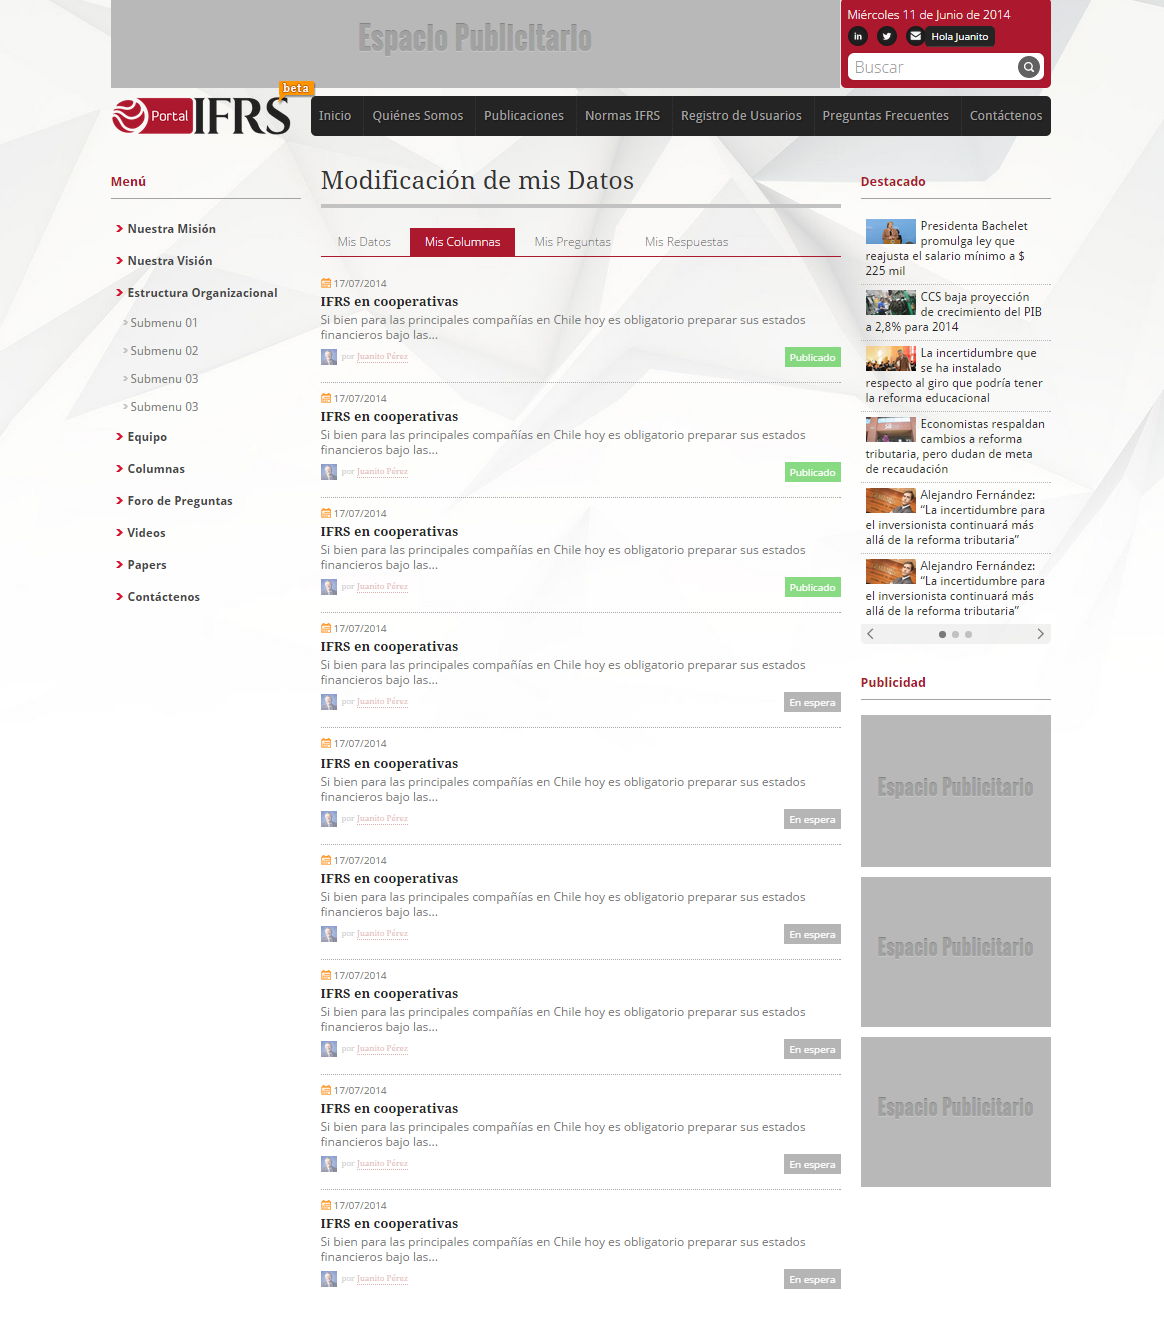 Espacio Publicitario
Miércoles 11 de Junio de 2014
in
Hola Juanito
Buscar
beta
Portal IFRS
Inicio
Quiénes Somos
Publicaciones
Normas IFRS
Registro de Usuarios
Preguntas Frecuentes
Contáctenos
Menú
Nuestra Misión
Nuestra Visión
Estructura Organizacional
Submenu 01
Submenu 02
Submenu 03
Submenu 03
Equipo
Columnas
Foro de Preguntas
Videos
Papers
Contáctenos
Modificación de mis Datos
Mis Datos
Mis Columnas
Mis Preguntas
Mis Respuestas
17/07/2014
IFRS en cooperativas
Si bien para las principales compañías en Chile hoy es obligatorio preparar sus estados
financieros bajo las...
por Juanito Pérez
Publicado
17/07/2014
IFRS en cooperativas
Si bien para las principales compañías en Chile hoy es obligatorio preparar sus estados
financieros bajo las...
por Juanito Pérez
Publicado
17/07/2014
IFRS en cooperativas
Si bien para las principales compañías en Chile hoy es obligatorio preparar sus estados
financieros bajo las...
por Juanito Pérez
Publicado
17/07/2014
IFRS en cooperativas
Si bien para las principales compañías en Chile hoy es obligatorio preparar sus estados
financieros bajo las...
por Juanito Pérez
En espera
17/07/2014
IFRS en cooperativas
Si bien para las principales compañías en Chile hoy es obligatorio preparar sus estados
financieros bajo las...
por Juanito Pérez
En espera
17/07/2014
IFRS en cooperativas
Si bien para las principales compañías en Chile hoy es obligatorio preparar sus estados
financieros bajo las...
por Juanito Pérez
En espera
17/07/2014
IFRS en cooperativas
Si bien para las principales compañías en Chile hoy es obligatorio preparar sus estados
financieros bajo las...
por Juanito Pérez
En espera
17/07/2014
IFRS en cooperativas
Si bien para las principales compañías en Chile hoy es obligatorio preparar sus estados
financieros bajo las...
por Juanito Pérez
En espera
17/07/2014
IFRS en cooperativas
Si bien para las principales compañías en Chile hoy es obligatorio preparar sus estados
financieros bajo las...
por Juanito Pérez
En espera
Destacado
Presidenta Bachelet
promulga ley que
reajusta el salario mínimo a $
225 mil
CCS baja proyección
de crecimiento del PIB
a 2,8% para 2014
La incertidumbre que
se ha instalado
respecto al giro que podría tener
la reforma educacional
Economistas respaldan
cambios a reforma
tributaria, pero dudan de meta
de recaudación
Alejandro Fernández:
“La incertidumbre para
el inversionista continuará más
allá de la reforma tributaria”
Alejandro Fernández:
“La incertidumbre para
el inversionista continuará más
allá de la reforma tributaria”
Publicidad
Espacio Publicitario
Espacio Publicitario
Espacio Publicitario